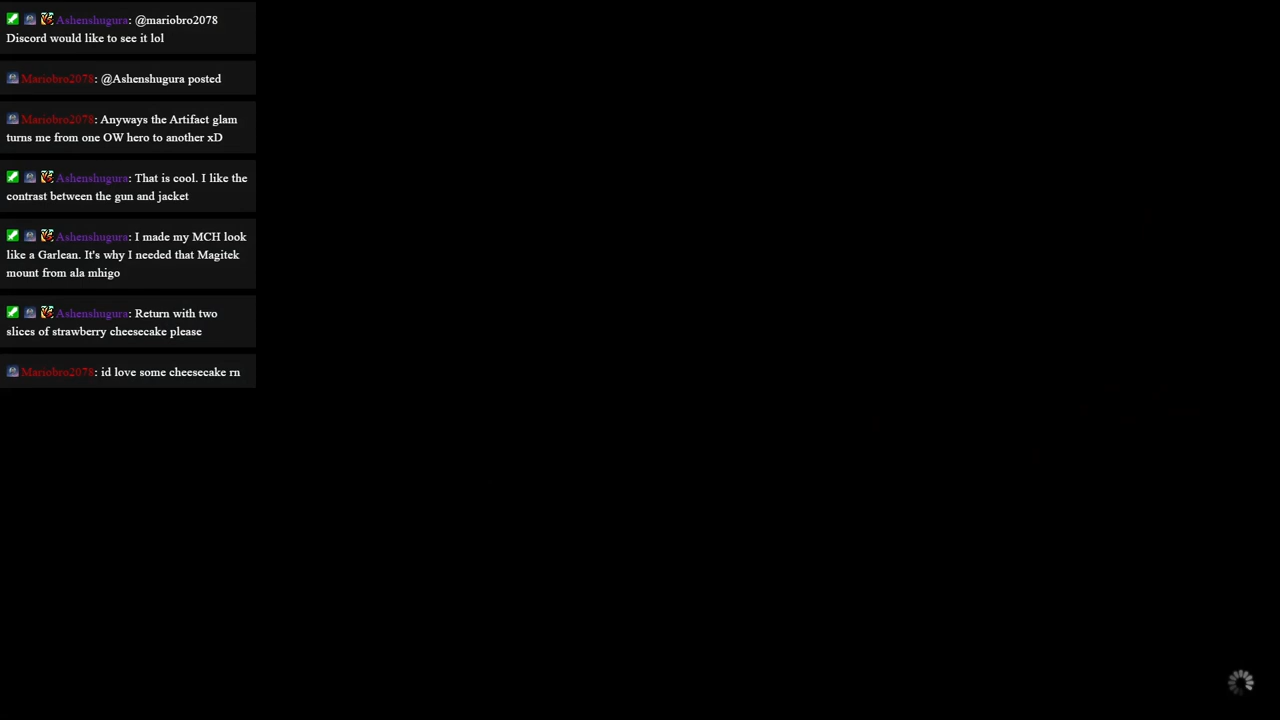 Ashenshugura: @mariobro2078
Discord would like to see it lol
Mariobro2078: @Ashenshugura posted
Mariobro2078: Anyways the Artifact glam
turns me from one OW hero to another xD
Ashenshugura: That is cool. I like the
contrast between the gun and jacket
Ashenshugura: I made my MCH look
like a Garlean. It's why I needed that Magitek
mount from ala mhigo
Ashenshugura: Return with two
slices of strawberry cheesecake please
Mariobro2078: id love some cheesecake rn